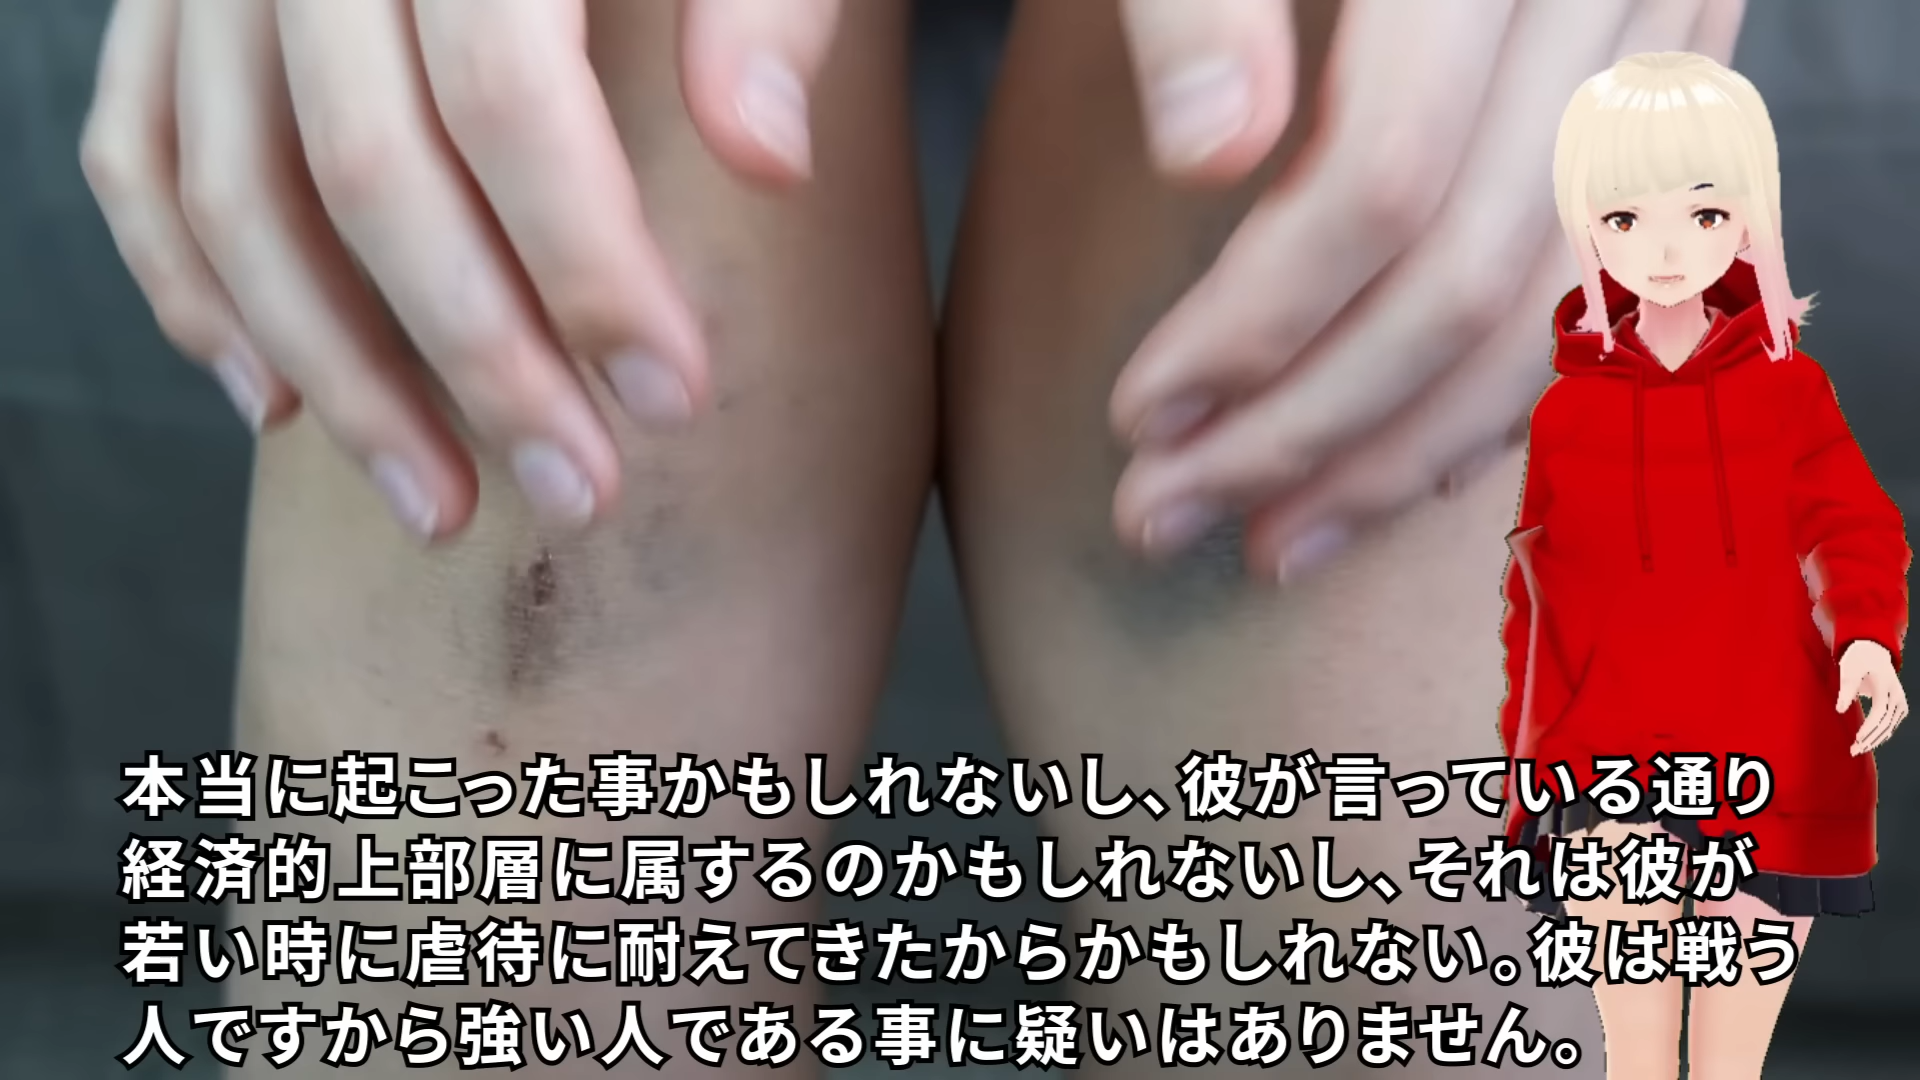 本当に起こった事かもしれないし、彼が言っている通り
経済的上部層に属するのかもしれないし、それは彼が
若い時に虐待に耐えてきたからかもしれない。彼は戦う
人ですから強い人である事に疑いはありません。